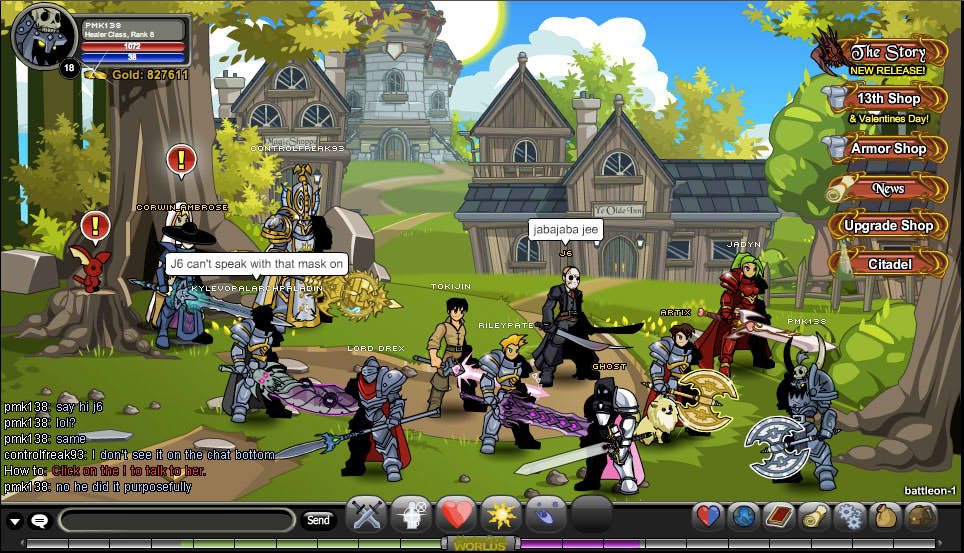 PMK138
Healer Class, Rank 8
1072
38
18
Gold: 827611
The Story
NEW RELEASE!
13th Shop
& Valentines Day!
Armor Shop
News
Upgrade Shop
Citadel
CONTROLFREAK93
Ye Olde Inn
!
CORWIN AMBROSE
!
jabajaba jee
J6
JADYN
J6 can't speak with that mask on
KYLEVORALARCHPALADIN
TOKIJIN
RILEYPATE
ARTIX
PMK138
LORD DREX
GHOST
pmk138: say hi j6
pmk138: lol?
pmk138: same
controlfreak93: I don't see it on the chat bottom
How to: Click on the ! to talk to her.
pmk138: no he did it purposefully
battleon-1
Send
WORLDS